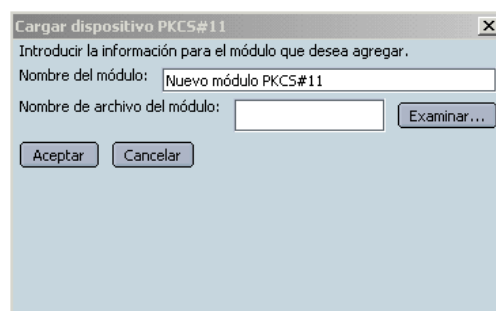 Cargar dispositivo PKCS#11
Introducir la información para el módulo que desea agregar.
Nombre del módulo: Nuevo módulo PKCS#11
Nombre de archivo del módulo: Examinar...
Aceptar Cancelar